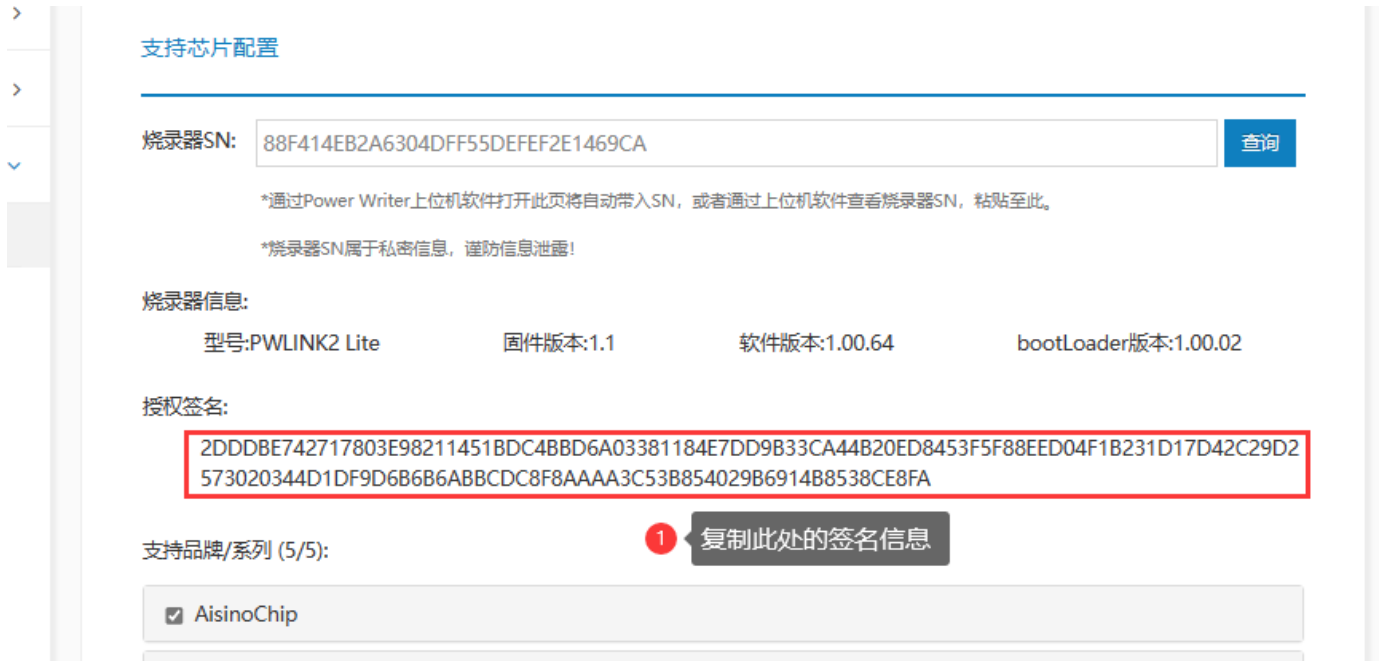 支持芯片配置
烧录器SN: 88F414EB2A6304DFF55DEFEF2E1469CA 查询
*通过Power Writer上位机软件打开此页将自动带入SN，或者通过上位机软件查看烧录器SN，粘贴至此。
*烧录器SN属于私密信息，谨防信息泄露!
烧录器信息:
型号:PWLINK2 Lite 固件版本:1.1 软件版本:1.00.64 bootLoader版本:1.00.02
授权签名:
2DDDBE742717803E98211451BDC4BBD6A03381184E7DD9B33CA44B20ED8453F5F88EED04F1B231D17D42C29D2
573020344D1DF9D6B6B6ABBCDC8F8AAAA3C53B854029B6914B8538CE8FA
1 复制此处的签名信息
支持品牌/系列 (5/5):
AisinoChip